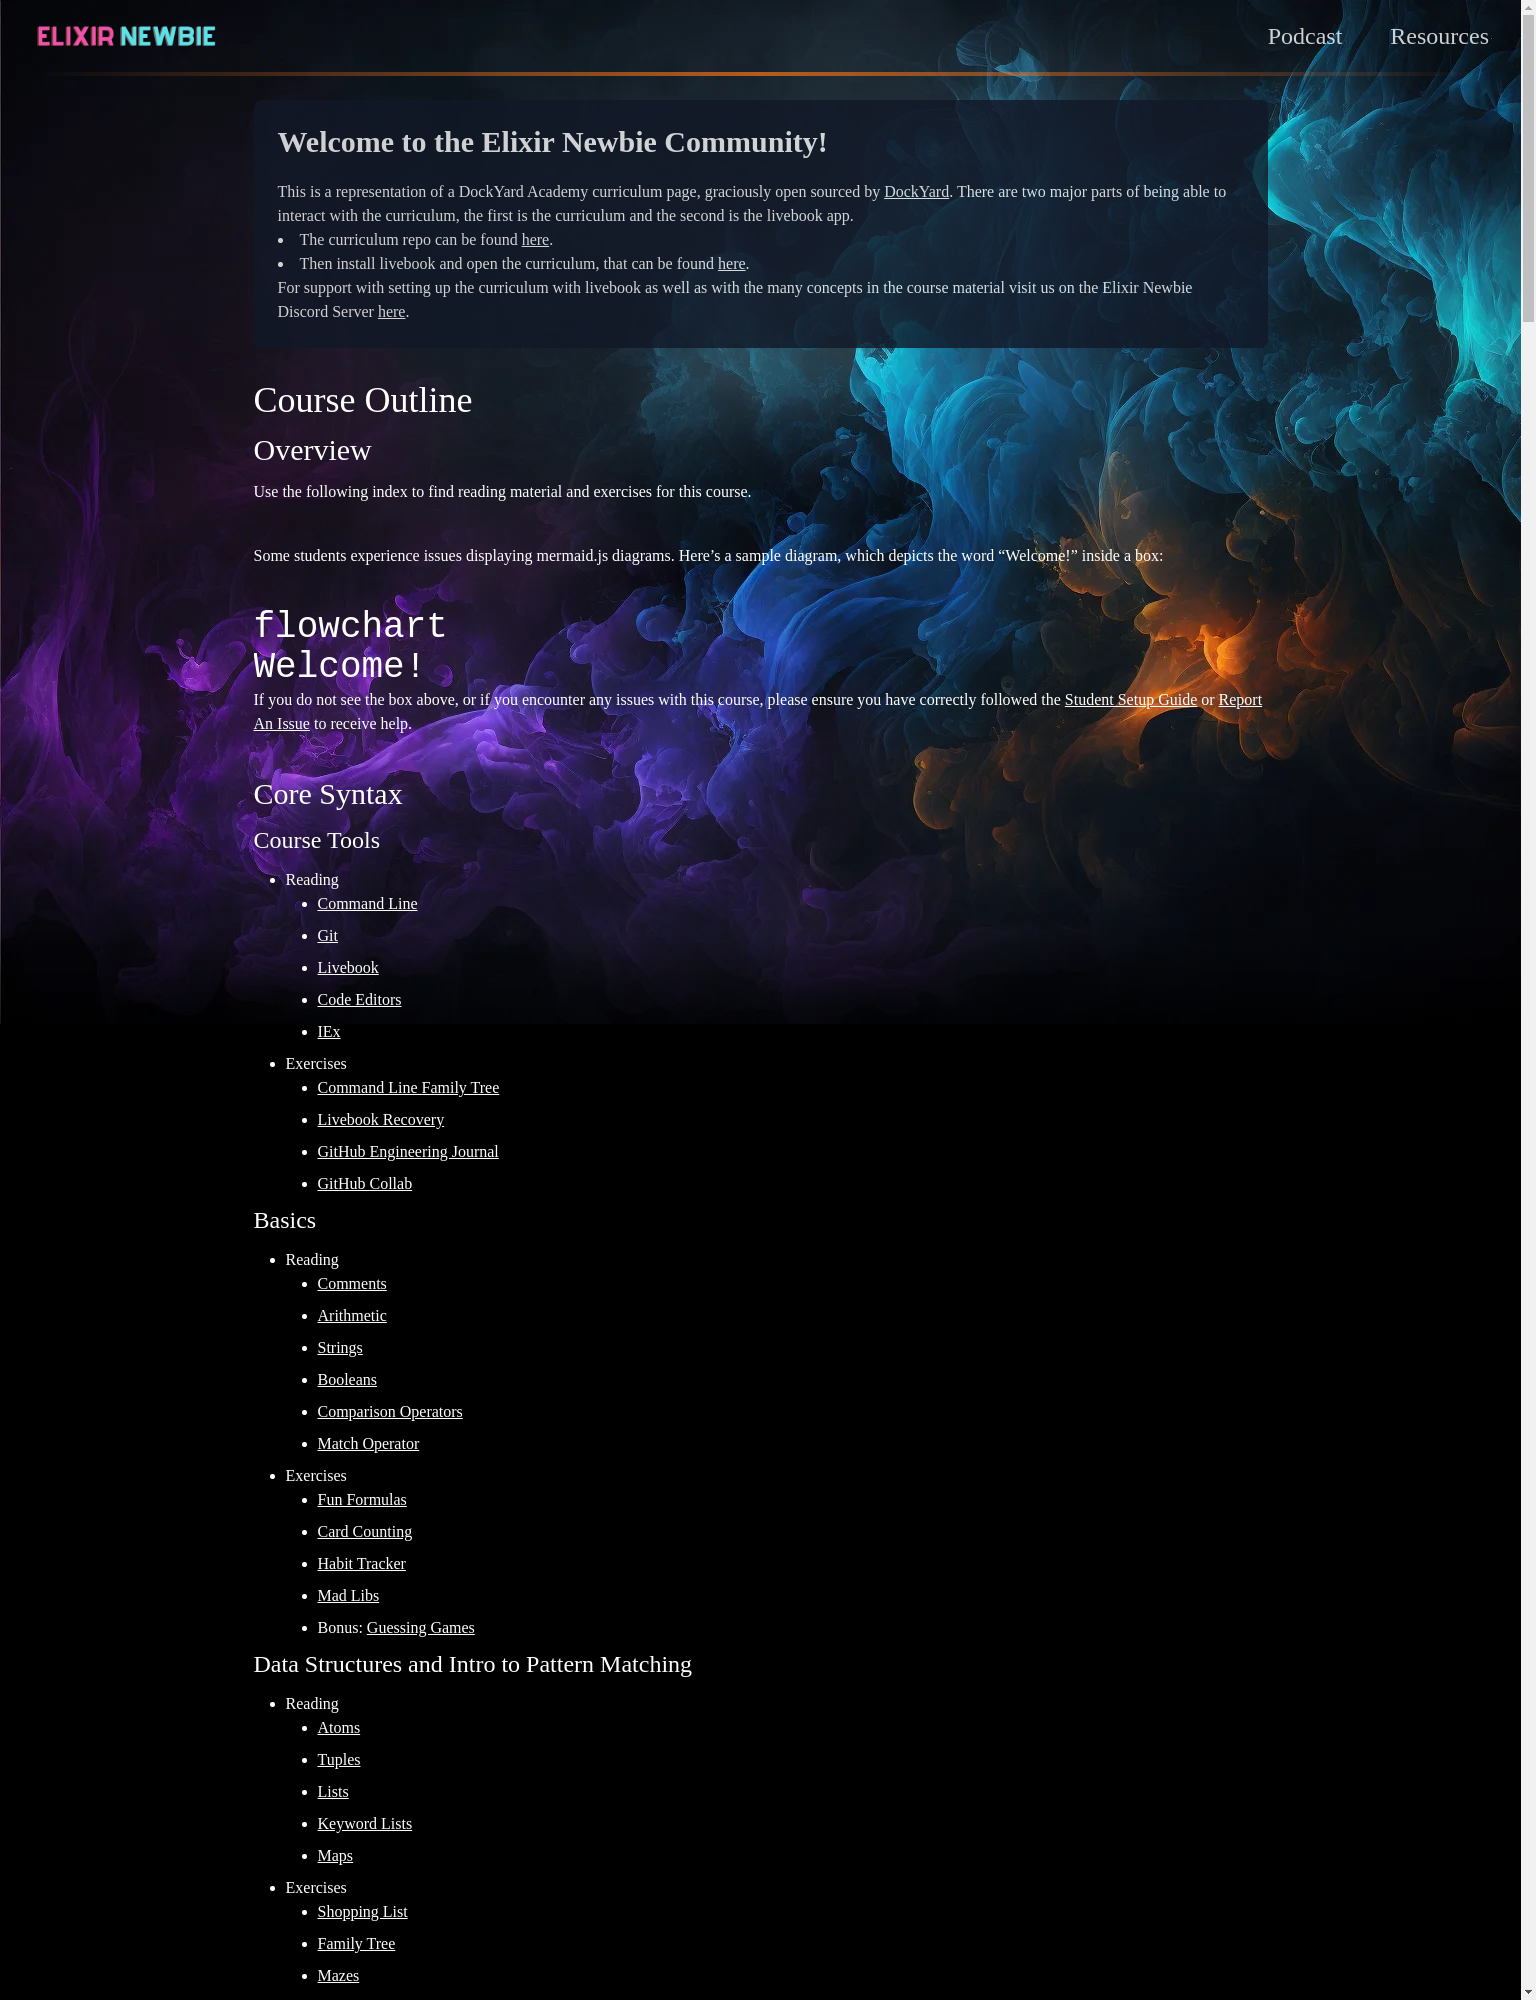 ELIXIR NEWBIE
Podcast
Resources
Welcome to the Elixir Newbie Community!
This is a representation of a DockYard Academy curriculum page, graciously open sourced by DockYard. There are two major parts of being able to
interact with the curriculum, the first is the curriculum and the second is the livebook app.
• The curriculum repo can be found here.
• Then install livebook and open the curriculum, that can be found here.
For support with setting up the curriculum with livebook as well as with the many concepts in the course material visit us on the Elixir Newbie
Discord Server here.
Course Outline
Overview
Use the following index to find reading material and exercises for this course.
Some students experience issues displaying mermaid.js diagrams. Here’s a sample diagram, which depicts the word “Welcome!” inside a box:
flowchart
Welcome!
If you do not see the box above, or if you encounter any issues with this course, please ensure you have correctly followed the Student Setup Guide or Report
An Issue to receive help.
Core Syntax
Course Tools
• Reading
• Command Line
• Git
• Livebook
• Code Editors
• IEx
• Exercises
• Command Line Family Tree
• Livebook Recovery
• GitHub Engineering Journal
• GitHub Collab
Basics
• Reading
• Comments
• Arithmetic
• Strings
• Booleans
• Comparison Operators
• Match Operator
• Exercises
• Fun Formulas
• Card Counting
• Habit Tracker
• Mad Libs
• Bonus: Guessing Games
Data Structures and Intro to Pattern Matching
• Reading
• Atoms
• Tuples
• Lists
• Keyword Lists
• Maps
• Exercises
• Shopping List
• Family Tree
• Mazes